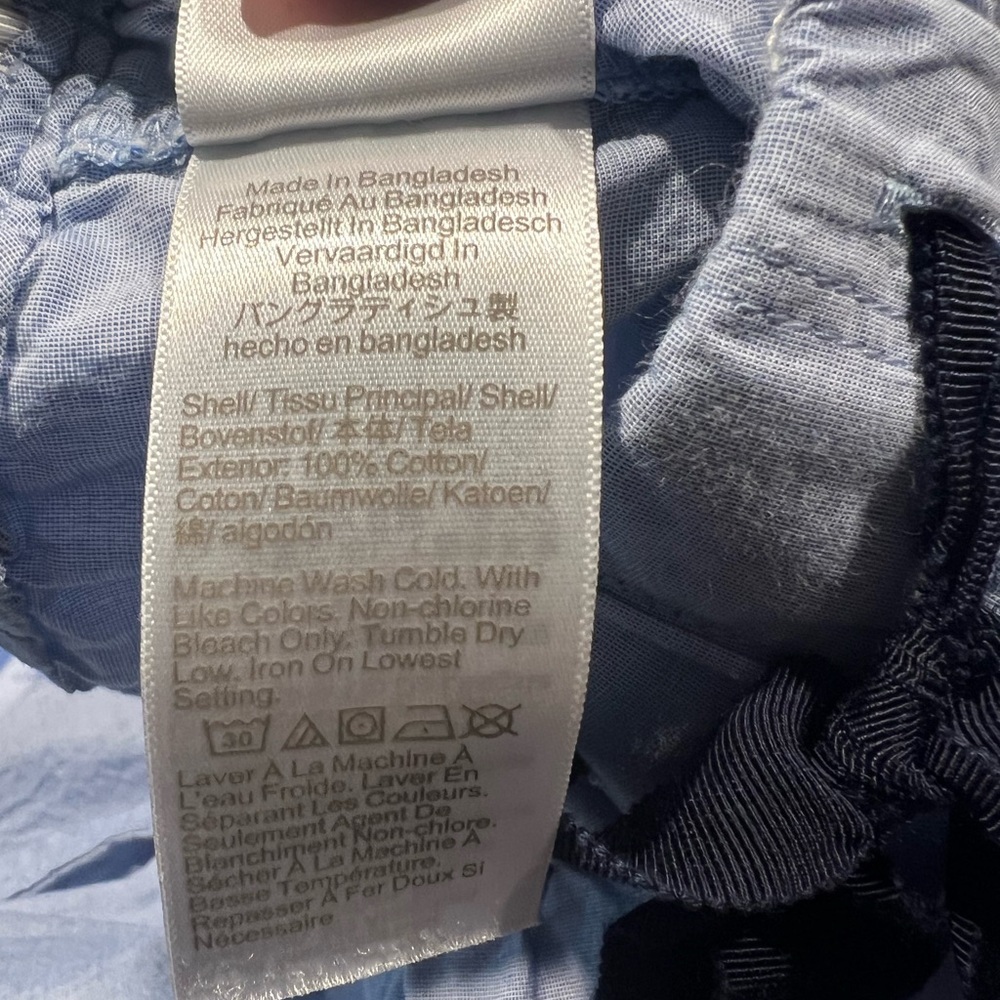 Made In Bangladesh
Fabriqué Au Bangladesh
Hergestellt In Bangladesch
Vervaardigd In
Bangladesh
バングラディシュ製
hecho en bangladesh
Shell/ Tissu Principal/ Shell/
Bovenstof/ 本体/ Tela
Exterior: 100% Cotton/
Coton/ Baumwolle/ Katoen/
綿/ algodón
Machine Wash Cold. With
Like Colors. Non-chlorine
Bleach Only. Tumble Dry
Low. Iron On Lowest
Setting.
30
Laver À La Machine À
L'eau Froide. Laver En
Séparant Les Couleurs.
Seulement Agent De
Blanchiment Non-chlore.
Sécher À La Machine À
Basse Température.
Repasser À Fer Doux Si
Nécessaire